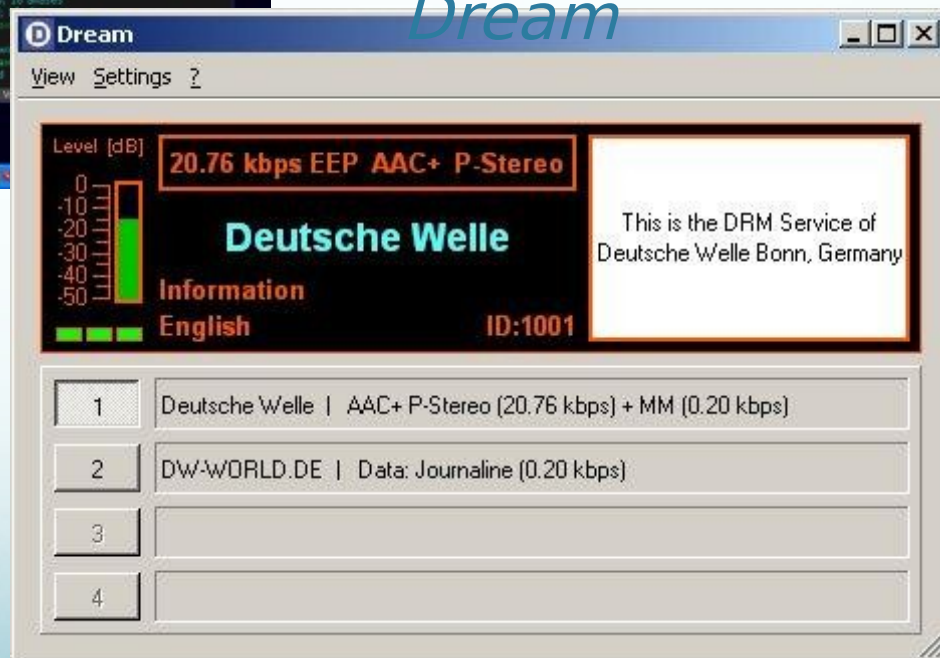 Dream
Dream
View Settings ?
Level [dB]
0
-10
-20
-30
-40
-50
20.76 kbps EEP AAC+ P-Stereo
Deutsche Welle
Information
English ID:1001
This is the DRM Service of
Deutsche Welle Bonn, Germany
1 Deutsche Welle | AAC+ P-Stereo (20.76 kbps) + MM (0.20 kbps)
2 DW-WORLD.DE | Data: Journaline (0.20 kbps)
3
4